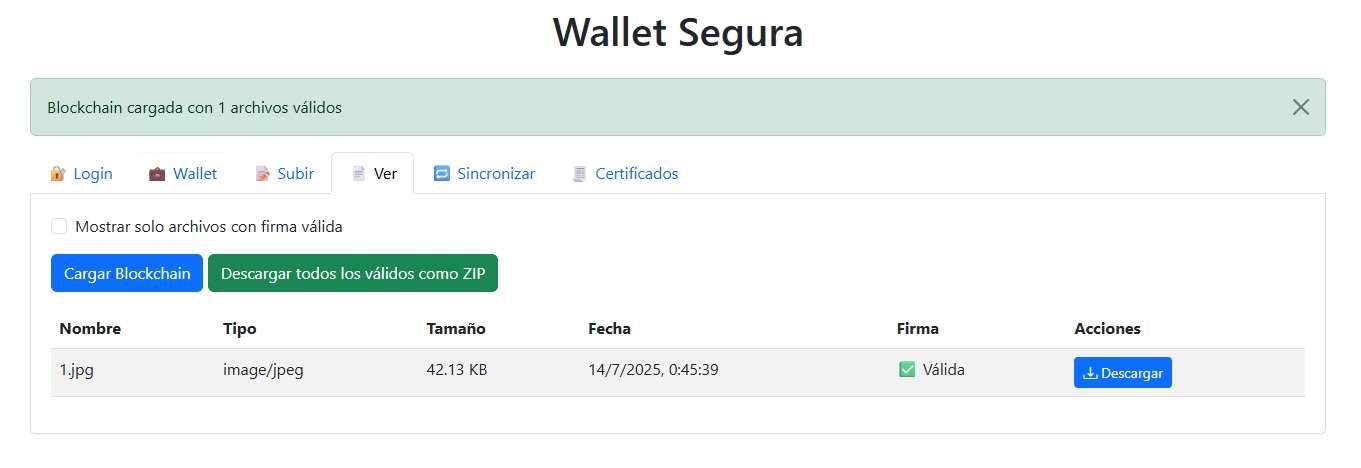 Wallet Segura
Blockchain cargada con 1 archivos válidos
Login Wallet Subir Ver Sincronizar Certificados
Mostrar solo archivos con firma válida
Cargar Blockchain Descargar todos los válidos como ZIP
Nombre Tipo Tamaño Fecha Firma Acciones
1.jpg image/jpeg 42.13 KB 14/7/2025, 0:45:39 ✅ Válida Descargar